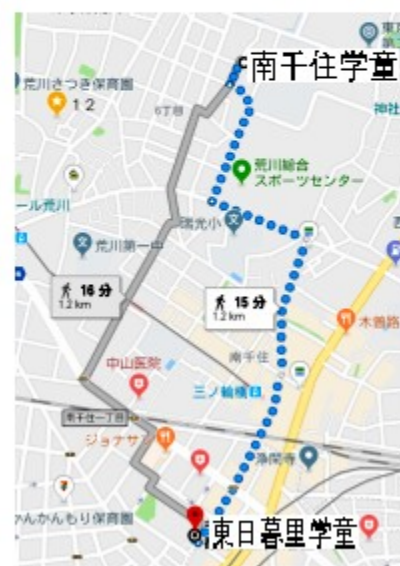 南千住学童
荒川さつき保育園
12
6丁目
神社
荒川総合
スポーツセンター
ール荒川
瑞光小
荒川第一中
16 分
1.2 km
15 分
1.2 km
木曽路
南千住
中山医院
三ノ輪橋
南千住一丁目
ジョナサ
浄閑寺
かんかんもり保育園
東日暮里学童